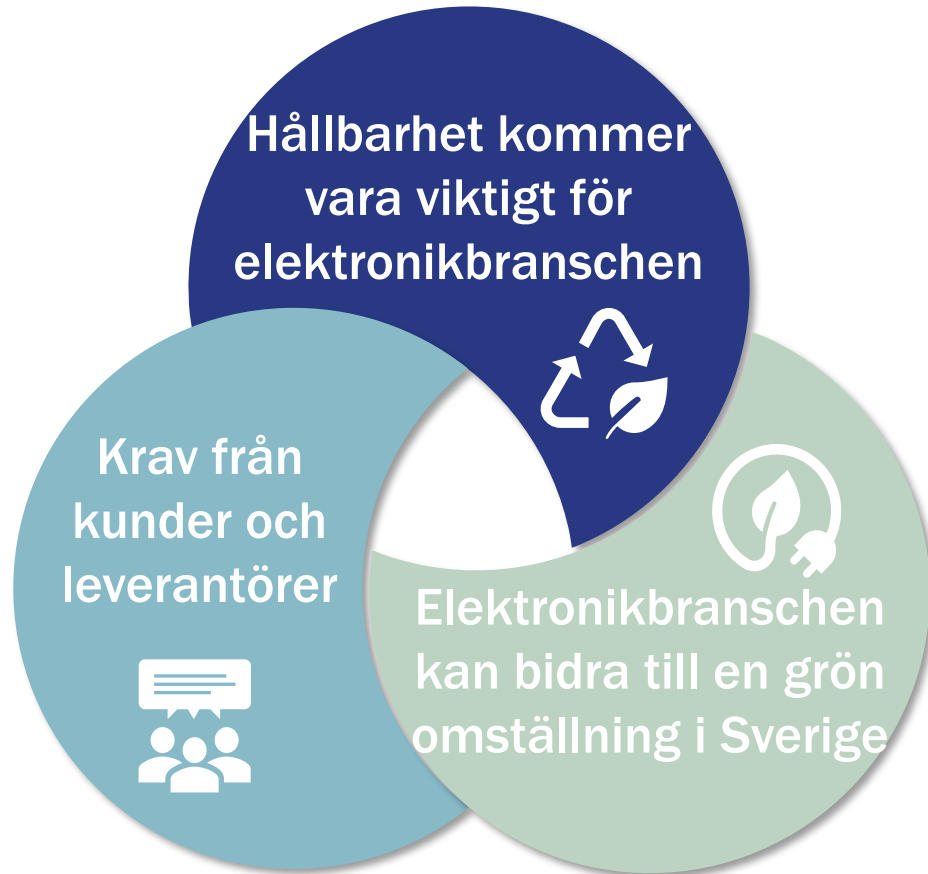 Hållbarhet kommer
vara viktigt för
elektronikbranschen
Krav från
kunder och
leverantörer
Elektronikbranschen
kan bidra till en grön
omställning i Sverige